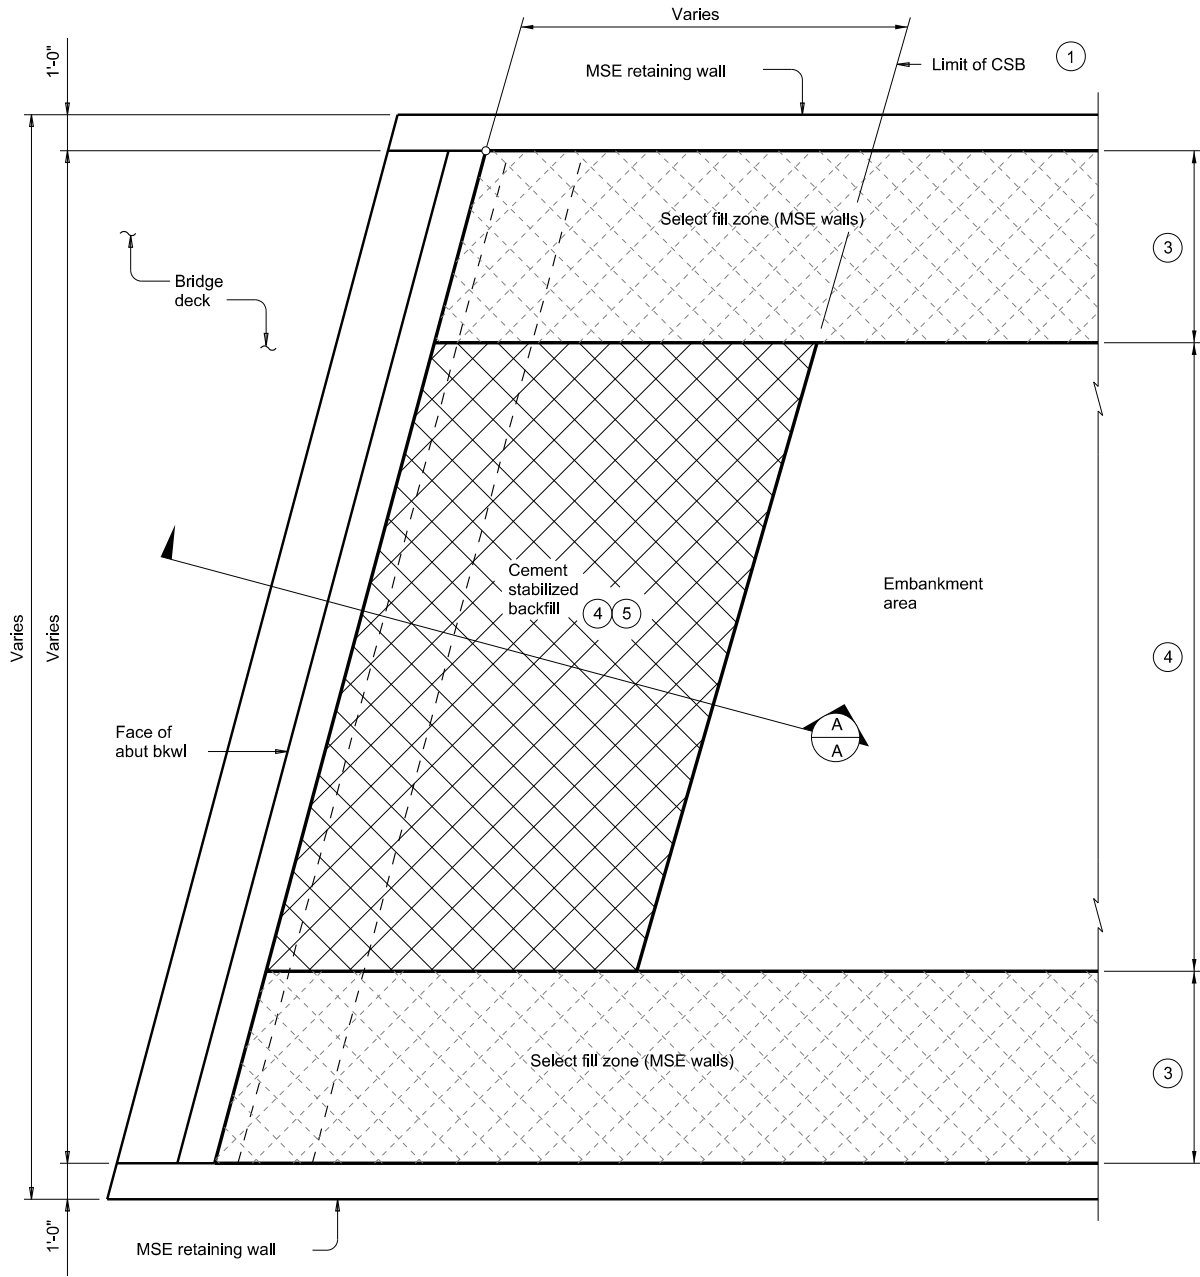 Varies
1'-0"
MSE retaining wall
Limit of CSB
1
Select fill zone (MSE walls)
3
Bridge
deck
Cement
stabilized
backfill
4 5
Embankment
area
Varies
Varies
4
Face of
abut bkwl
A
A
Select fill zone (MSE walls)
3
1'-0"
MSE retaining wall